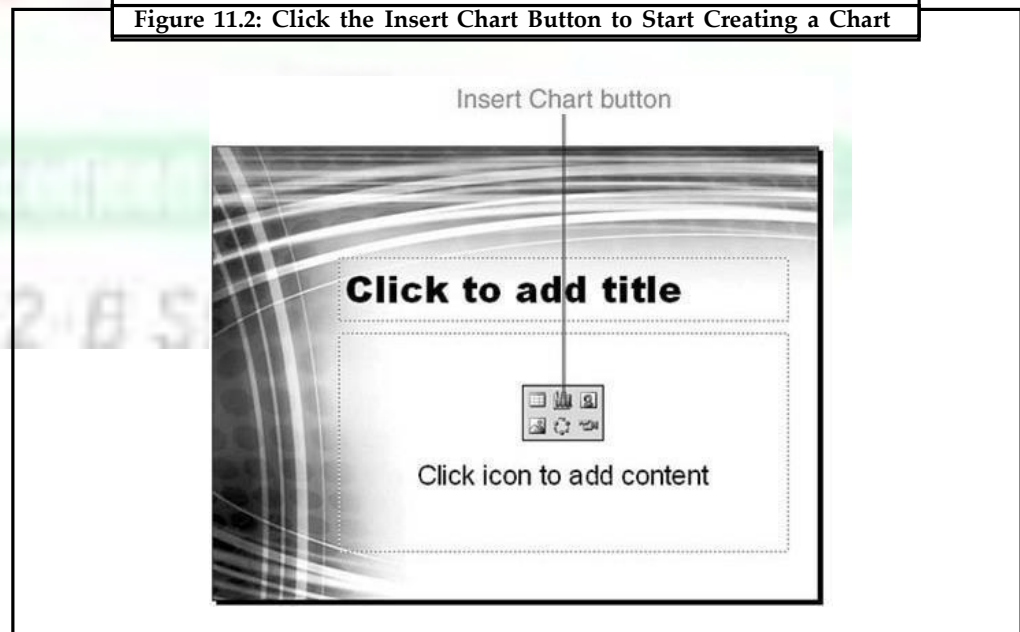 Figure 11.2: Click the Insert Chart Button to Start Creating a Chart
Insert Chart button
Click to add title
Click icon to add content